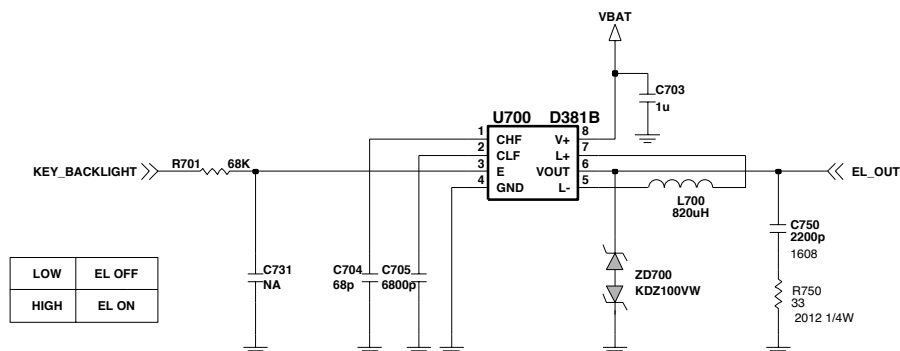 VBAT
C703
1u
U700 D381B
1 CHF V+ 8
2 CLF L+ 7
3 E VOUT 6
4 GND L- 5
KEY_BACKLIGHT
R701 68K
EL_OUT
L700
820uH
C750
2200p
1608
C731
NA
C704
68p
C705
6800p
ZD700
KDZ100VW
R750
33
2012 1/4W
LOW EL OFF
HIGH EL ON